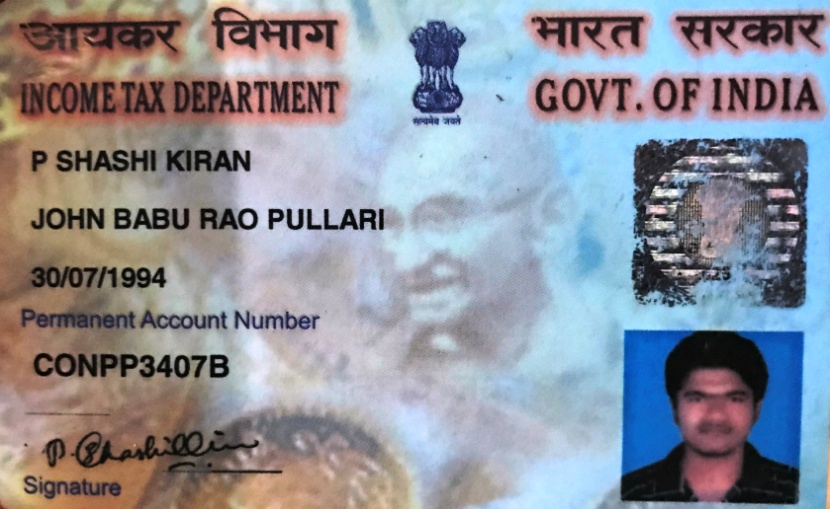 आयकर विभाग
भारत सरकार
INCOME TAX DEPARTMENT
GOVT. OF INDIA
सत्यमेव जयते
P SHASHI KIRAN
JOHN BABU RAO PULLARI
30/07/1994
Permanent Account Number
CONPP3407B
Signature